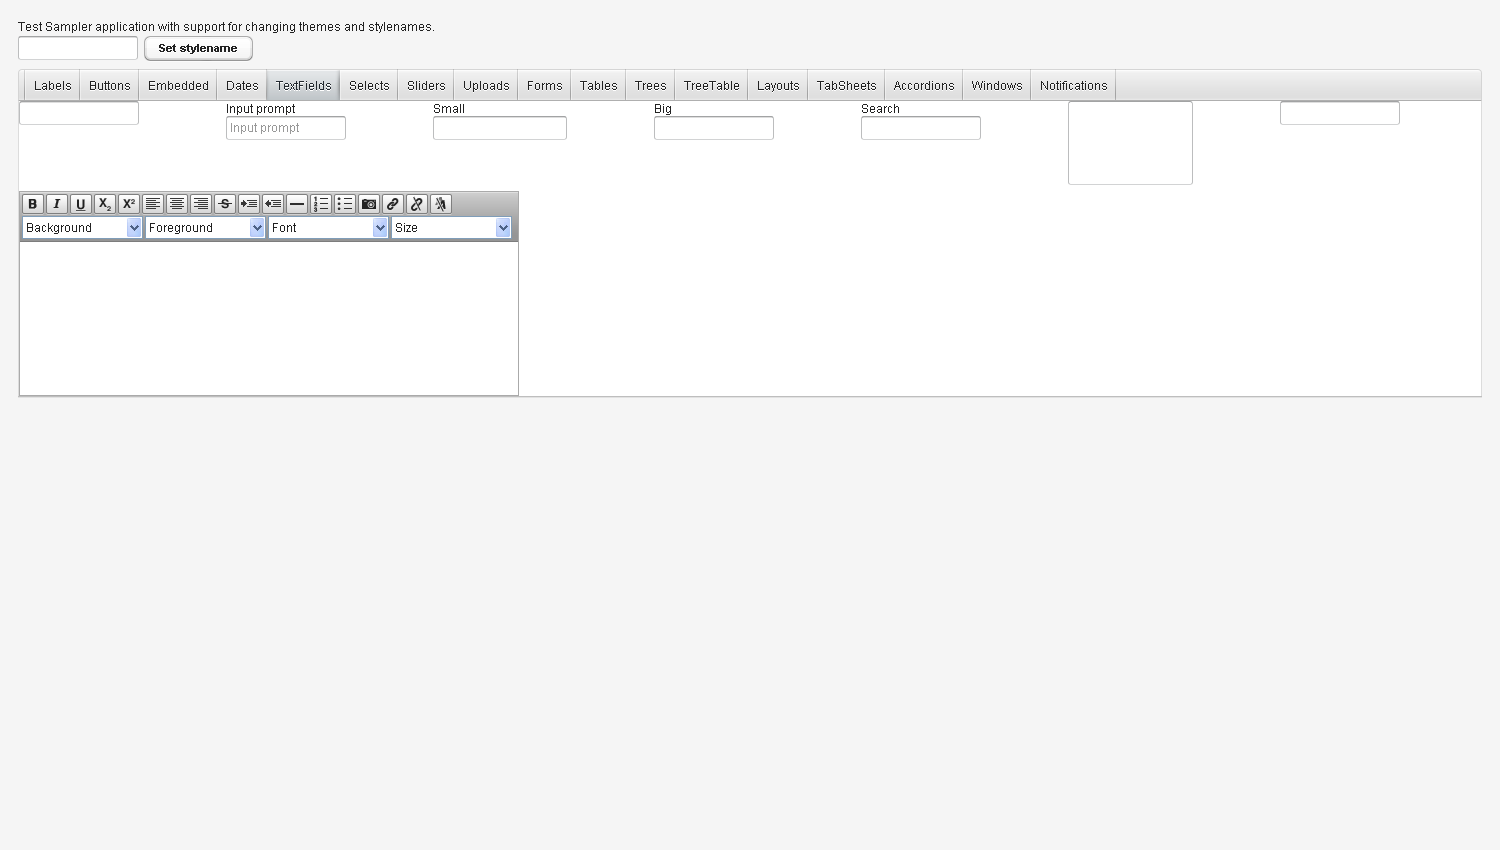 Test Sampler application with support for changing themes and stylenames.
Set stylename
Labels Buttons Embedded Dates TextFields Selects Sliders Uploads Forms Tables Trees TreeTable Layouts TabSheets Accordions Windows Notifications
Input prompt Small Big Search
Input prompt
B I U X₂ X² S
Background Foreground Font Size